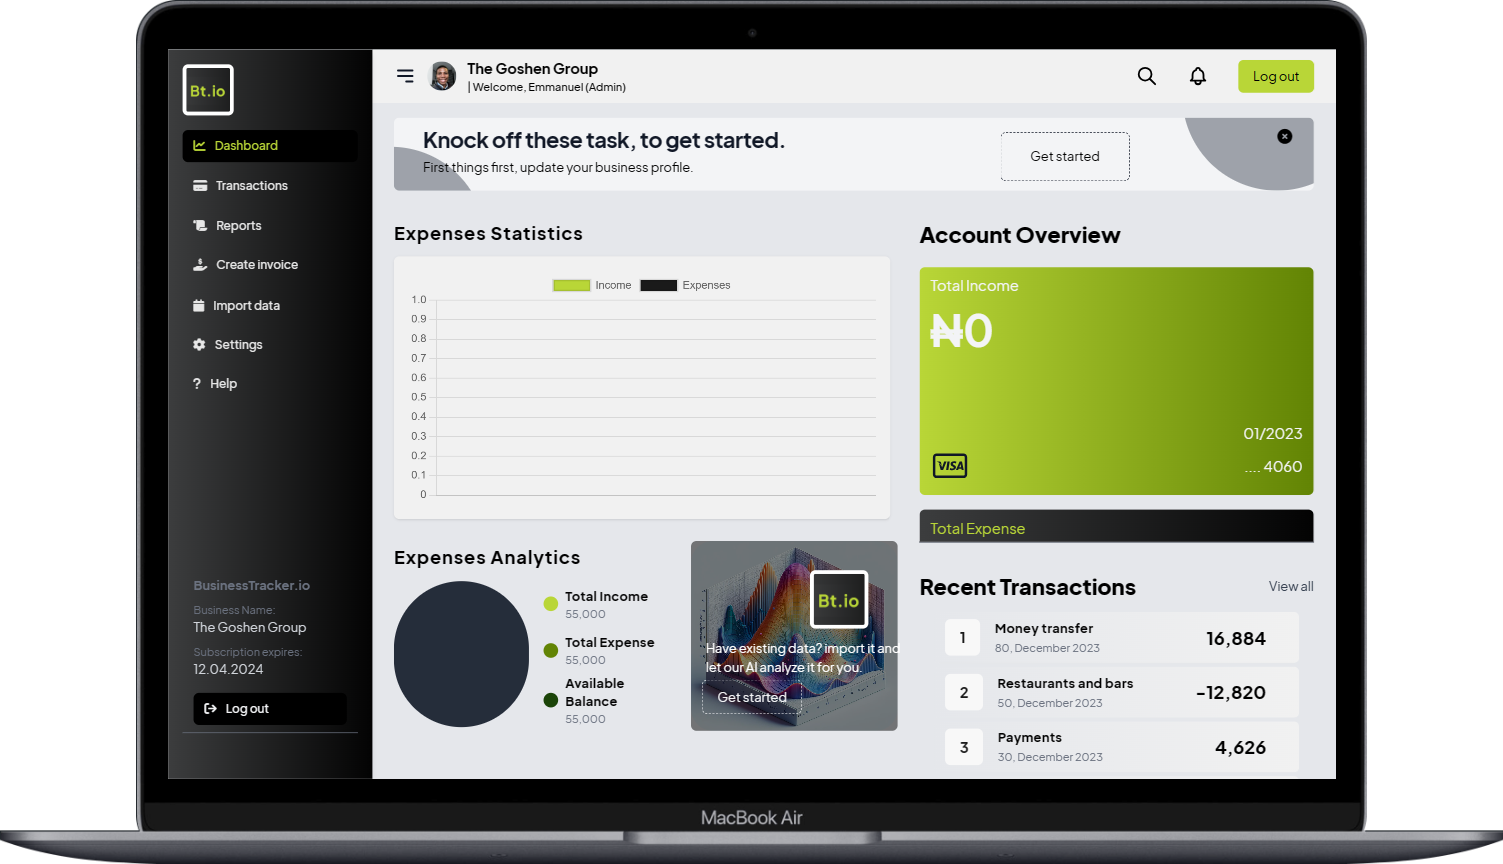 Bt.io
Dashboard
Transactions
Reports
Create invoice
Import data
Settings
? Help
BusinessTracker.io
Business Name:
The Goshen Group
Subscription expires:
12.04.2024
Log out
The Goshen Group
| Welcome, Emmanuel (Admin)
Log out
Knock off these task, to get started.
First things first, update your business profile.
Get started
Expenses Statistics
Income
Expenses
1.0
0.9
0.8
0.7
0.6
0.5
0.4
0.3
0.2
0.1
0
Account Overview
Total Income
₦0
01/2023
VISA
.... 4060
Total Expense
Expenses Analytics
Total Income
55,000
Total Expense
55,000
Available
Balance
55,000
Bt.io
Have existing data? import it and
let our AI analyze it for you.
Get started
Recent Transactions
View all
1
Money transfer
80, December 2023
16,884
2
Restaurants and bars
50, December 2023
-12,820
3
Payments
30, December 2023
4,626
MacBook Air